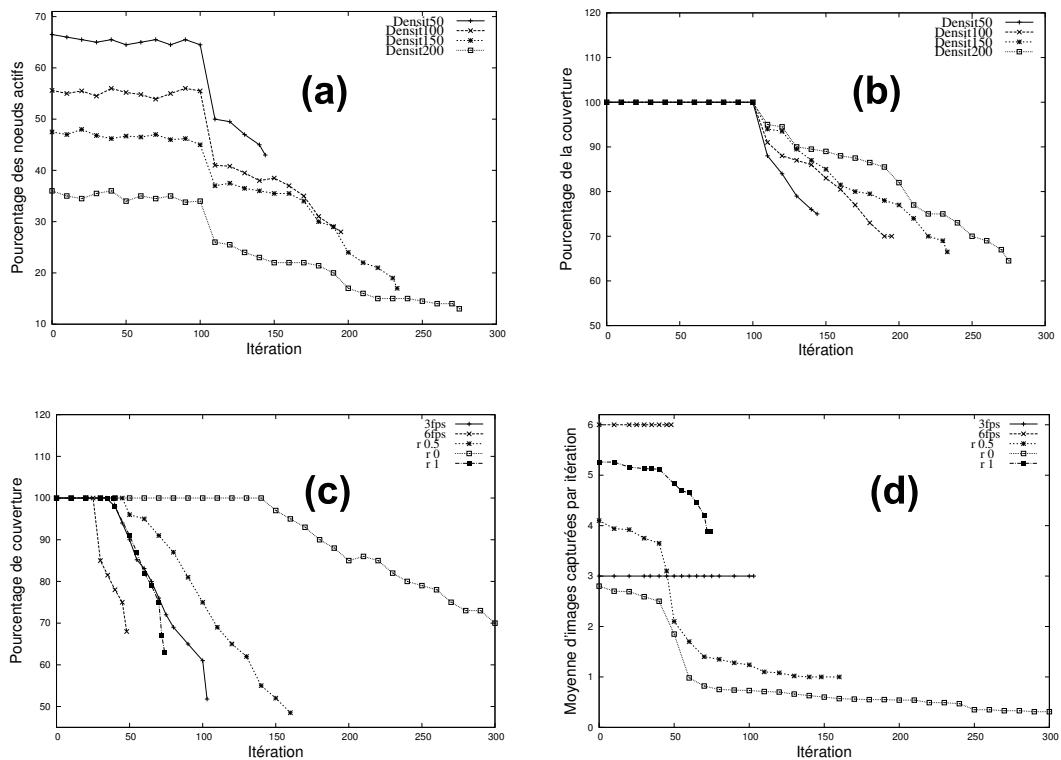 70
60
50
40
30
20
10
0
50
100
150
200
250
300
Pourcentage des noeuds actifs
Itération
Densit50
Densit100
Densit150
Densit200
(a)
120
110
100
90
80
70
60
50
0
50
100
150
200
250
300
Pourcentage de la couverture
Itération
Densit50
Densit100
Densit150
Densit200
(b)
120
110
100
90
80
70
60
50
0
50
100
150
200
250
300
Pourcentage de couverture
Itération
3fps
6fps
r 0.5
r 0
r 1
(c)
6
5
4
3
2
1
0
0
50
100
150
200
250
300
Moyenne d'images capturées par itération
Itération
3fps
6fps
r 0.5
r 0
r 1
(d)